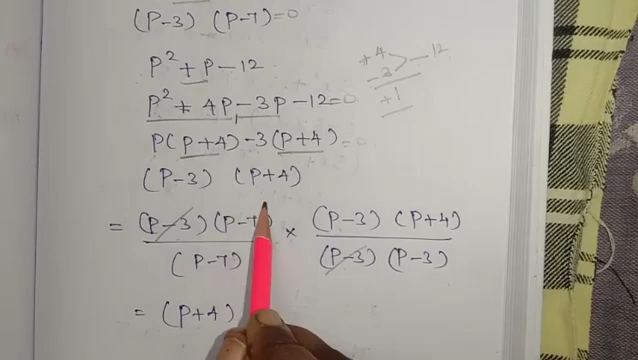 (P-3) (P-7)=0
P² + P - 12
+4 > -12
-3
+1
P² + 4P - 3P - 12 = 0
P(P+4) - 3(P+4) = 0
(P-3) (P+4)
= (P-3)(P-7) × (P-3) (P+4)
(P-7) (P-3) (P-3)
= (P+4)